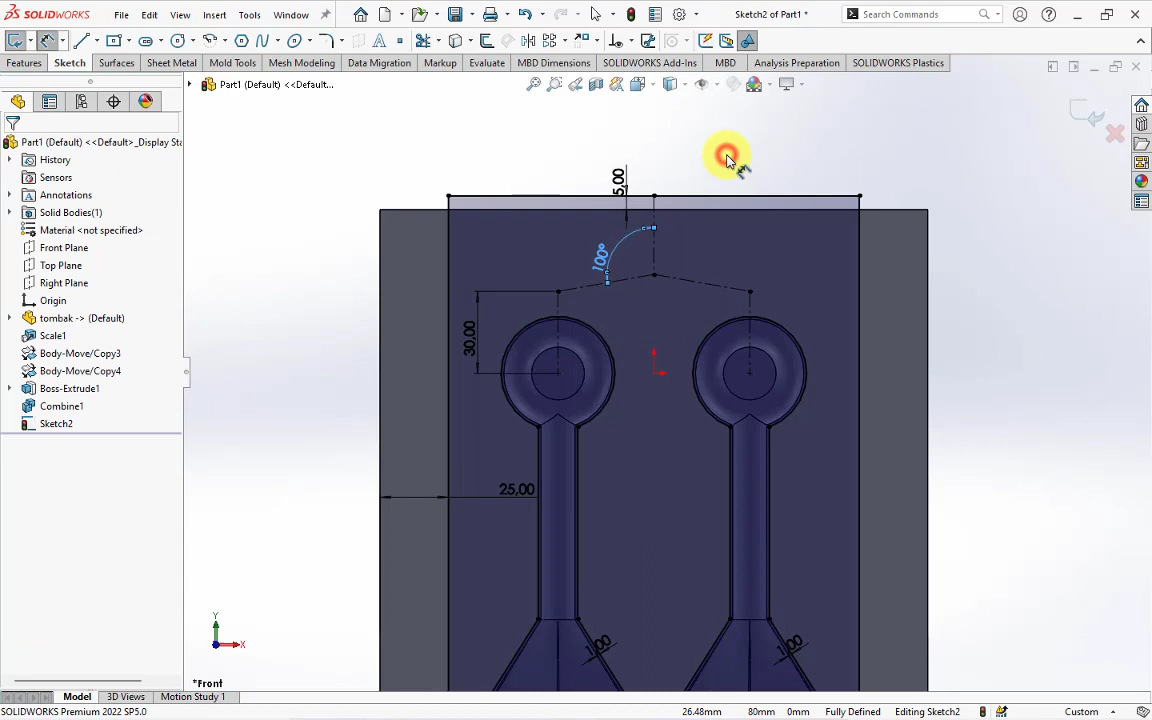 SOLIDWORKS File Edit View Insert Tools Window Sketch2 of Part1 * Search Commands
Features Sketch Surfaces Sheet Metal Mold Tools Mesh Modeling Data Migration Markup Evaluate MBD Dimensions SOLIDWORKS Add-Ins MBD Analysis Preparation SOLIDWORKS Plastics
Part1 (Default) <<Default...
Part1 (Default) <<Default>_Display Sta
History
Sensors
Annotations
Solid Bodies(1)
Material <not specified>
Front Plane
Top Plane
Right Plane
Origin
tombak -> (Default)
Scale1
Body-Move/Copy3
Body-Move/Copy4
Boss-Extrude1
Combine1
Sketch2
5,00
100°
30,00
25,00
1,00
1,00
Y
X
*Front
Model 3D Views Motion Study 1
SOLIDWORKS Premium 2022 SP5.0 26.48mm 80mm 0mm Fully Defined Editing Sketch2 Custom